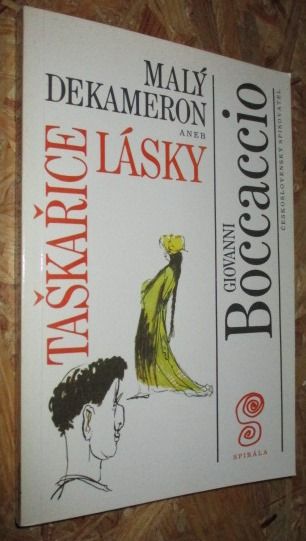 MALÝ
DEKAMERON
ANEB
TAŠKAŘICE
LÁSKY
GIOVANNI
Boccaccio
ČESKOSLOVENSKÝ SPISOVATEL
SPIRÁLA